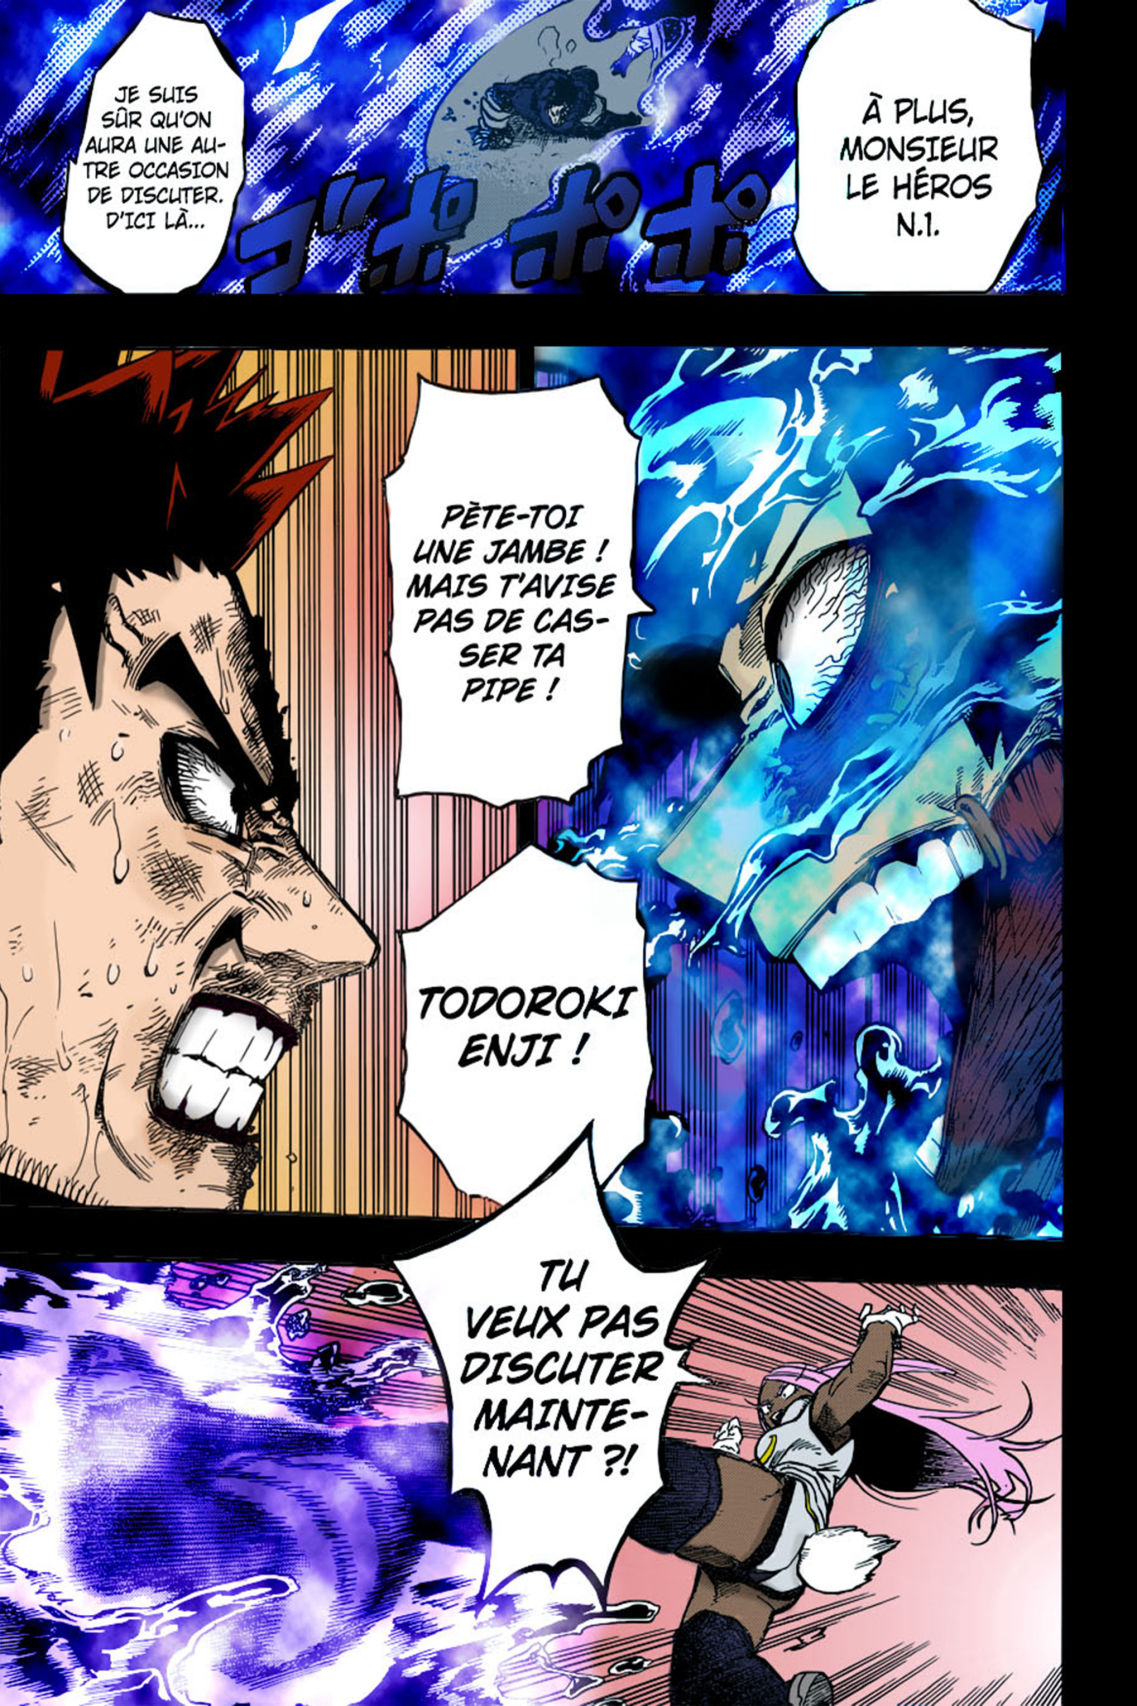 À PLUS,
MONSIEUR
LE HÉROS
N.1.
JE SUIS
SÛR QU'ON
AURA UNE AU-
TRE OCCASION
DE DISCUTER.
D'ICI LÀ...
ゴボ ポポ
PÈTE-TOI
UNE JAMBE !
MAIS T'AVISE
PAS DE CAS-
SER TA
PIPE !
TODOROKI
ENJI !
TU
VEUX PAS
DISCUTER
MAINTE-
NANT ?!